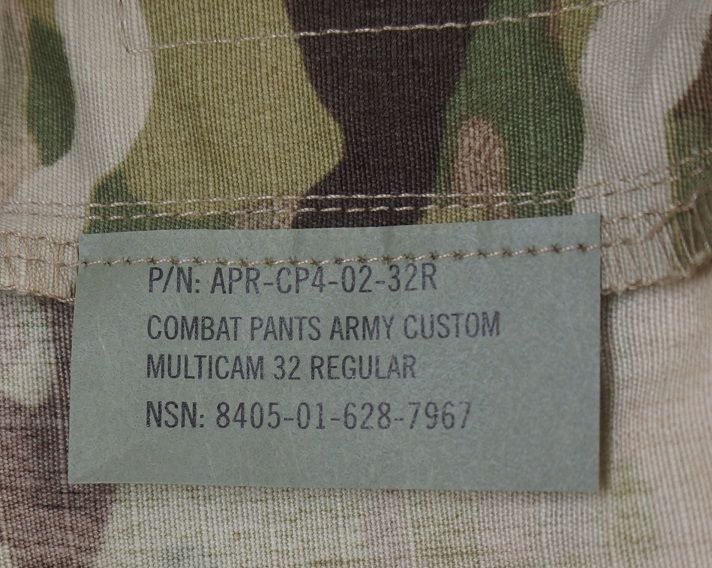 P/N: APR-CP4-02-32R
COMBAT PANTS ARMY CUSTOM
MULTICAM 32 REGULAR
NSN: 8405-01-628-7967